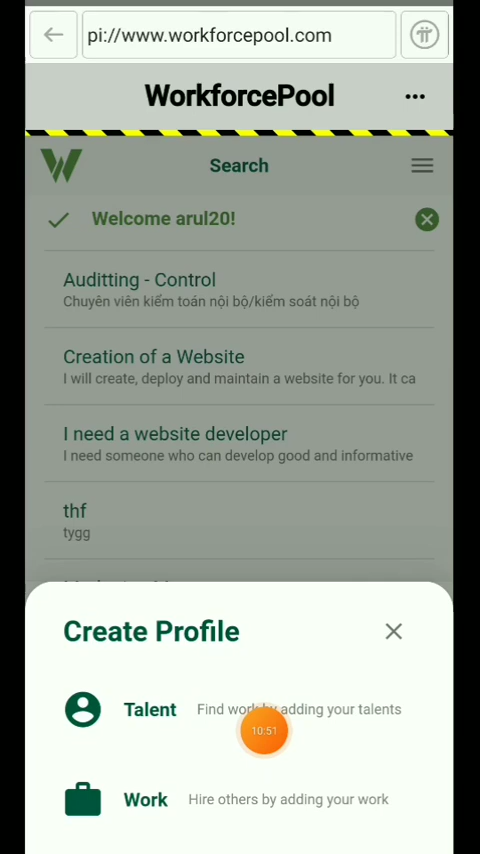 pi://www.workforcepool.com
WorkforcePool
Search
Welcome arul20!
Auditting - Control
Chuyên viên kiểm toán nội bộ/kiểm soát nội bộ
Creation of a Website
I will create, deploy and maintain a website for you. It ca
I need a website developer
I need someone who can develop good and informative
thf
tygg
Create Profile
Talent Find work by adding your talents
10:51
Work Hire others by adding your work